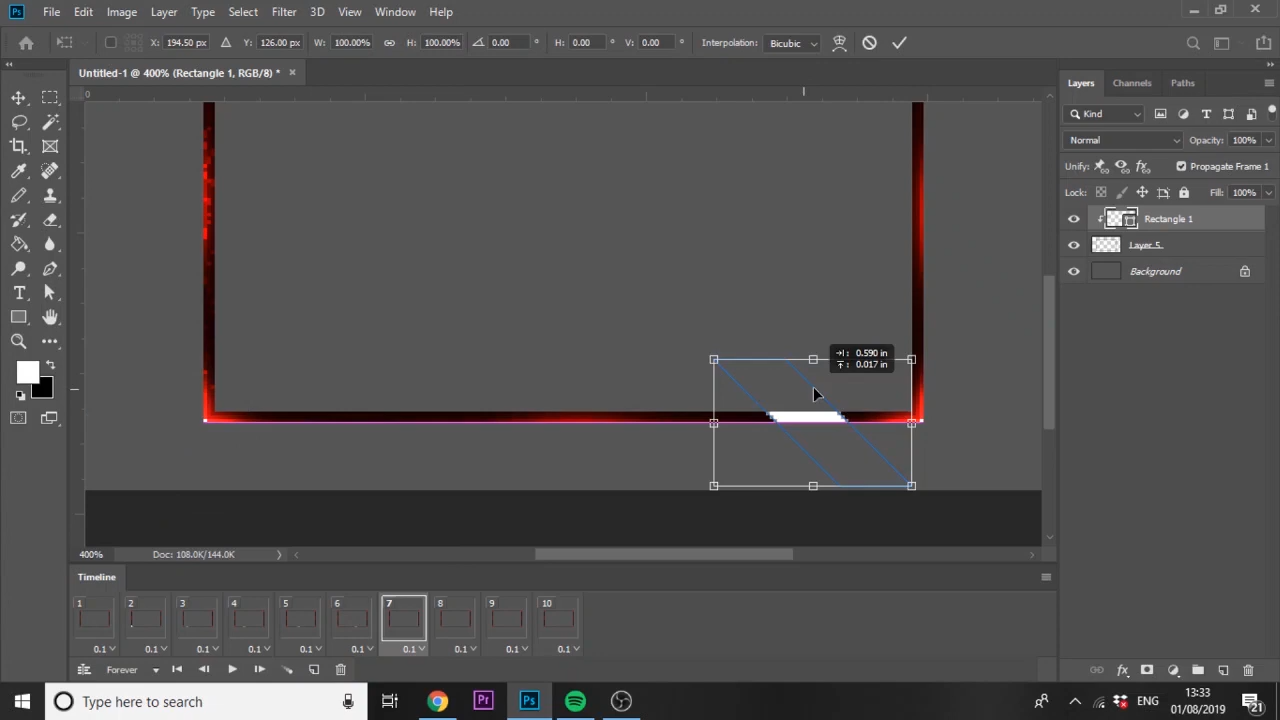 Ps File Edit Image Layer Type Select Filter 3D View Window Help
X: 194.50 px Y: 126.00 px W: 100.00% H: 100.00% 0.00 ° H: 0.00 ° V: 0.00 ° Interpolation: Bicubic
Untitled-1 @ 400% (Rectangle 1, RGB/8) * ×
Layers Channels Paths
0
Kind
Normal Opacity: 100%
Unify: Propagate Frame 1
Lock: Fill: 100%
Rectangle 1
Layer 5
Background
: 0.590 in
: 0.017 in
400% Doc: 108.0K/144.0K
Timeline
1 2 3 4 5 6 7 8 9 10
0.1 0.1 0.1 0.1 0.1 0.1 0.1 0.1 0.1 0.1
Forever
Type here to search Pr Ps ENG 13:33
01/08/2019 21